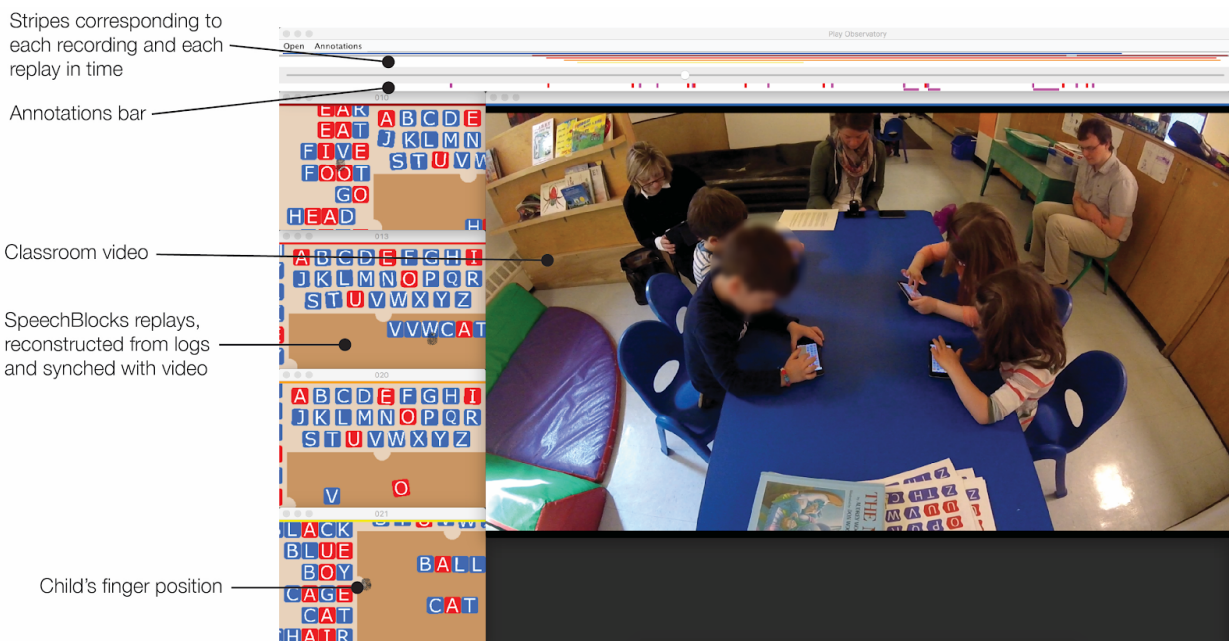 Stripes corresponding to
each recording and each
replay in time
Annotations bar
Classroom video
SpeechBlocks replays,
reconstructed from logs
and synched with video
Child's finger position
Play Observatory
Open Annotations
010
EAR
EAT
FIVE
FOOT
GO
HEAD
ABCDE
JKLMN
STUVW
013
ABCDEFGHI
JKLMNOPQR
STUVWXYZ
VVWCAT
020
ABCDEFGHI
JKLMNOPQR
STUVWXYZ
V O
021
BLACK
BLUE
BOY
CAGE
CAT
HAIR
BALL
CAT
THE